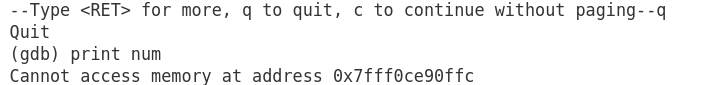 --Type <RET> for more, q to quit, c to continue without paging--q
Quit
(gdb) print num
Cannot access memory at address 0x7fff0ce90ffc